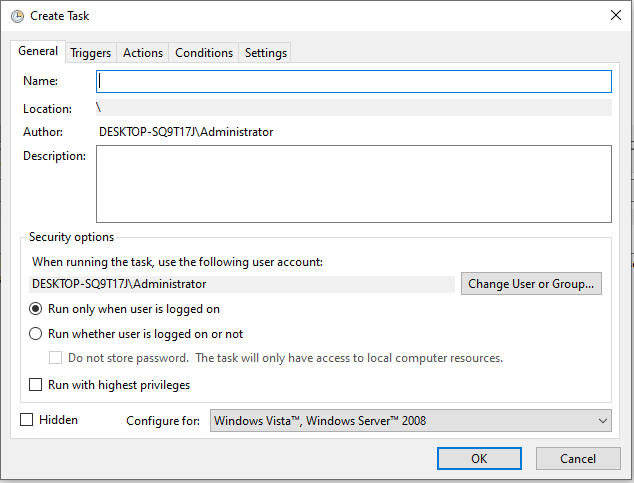 Create Task
General Triggers Actions Conditions Settings
Name:
Location: \
Author: DESKTOP-SQ9T17J\Administrator
Description:
Security options
When running the task, use the following user account:
DESKTOP-SQ9T17J\Administrator Change User or Group...
Run only when user is logged on
Run whether user is logged on or not
Do not store password. The task will only have access to local computer resources.
Run with highest privileges
Hidden Configure for: Windows Vista™, Windows Server™ 2008
OK Cancel